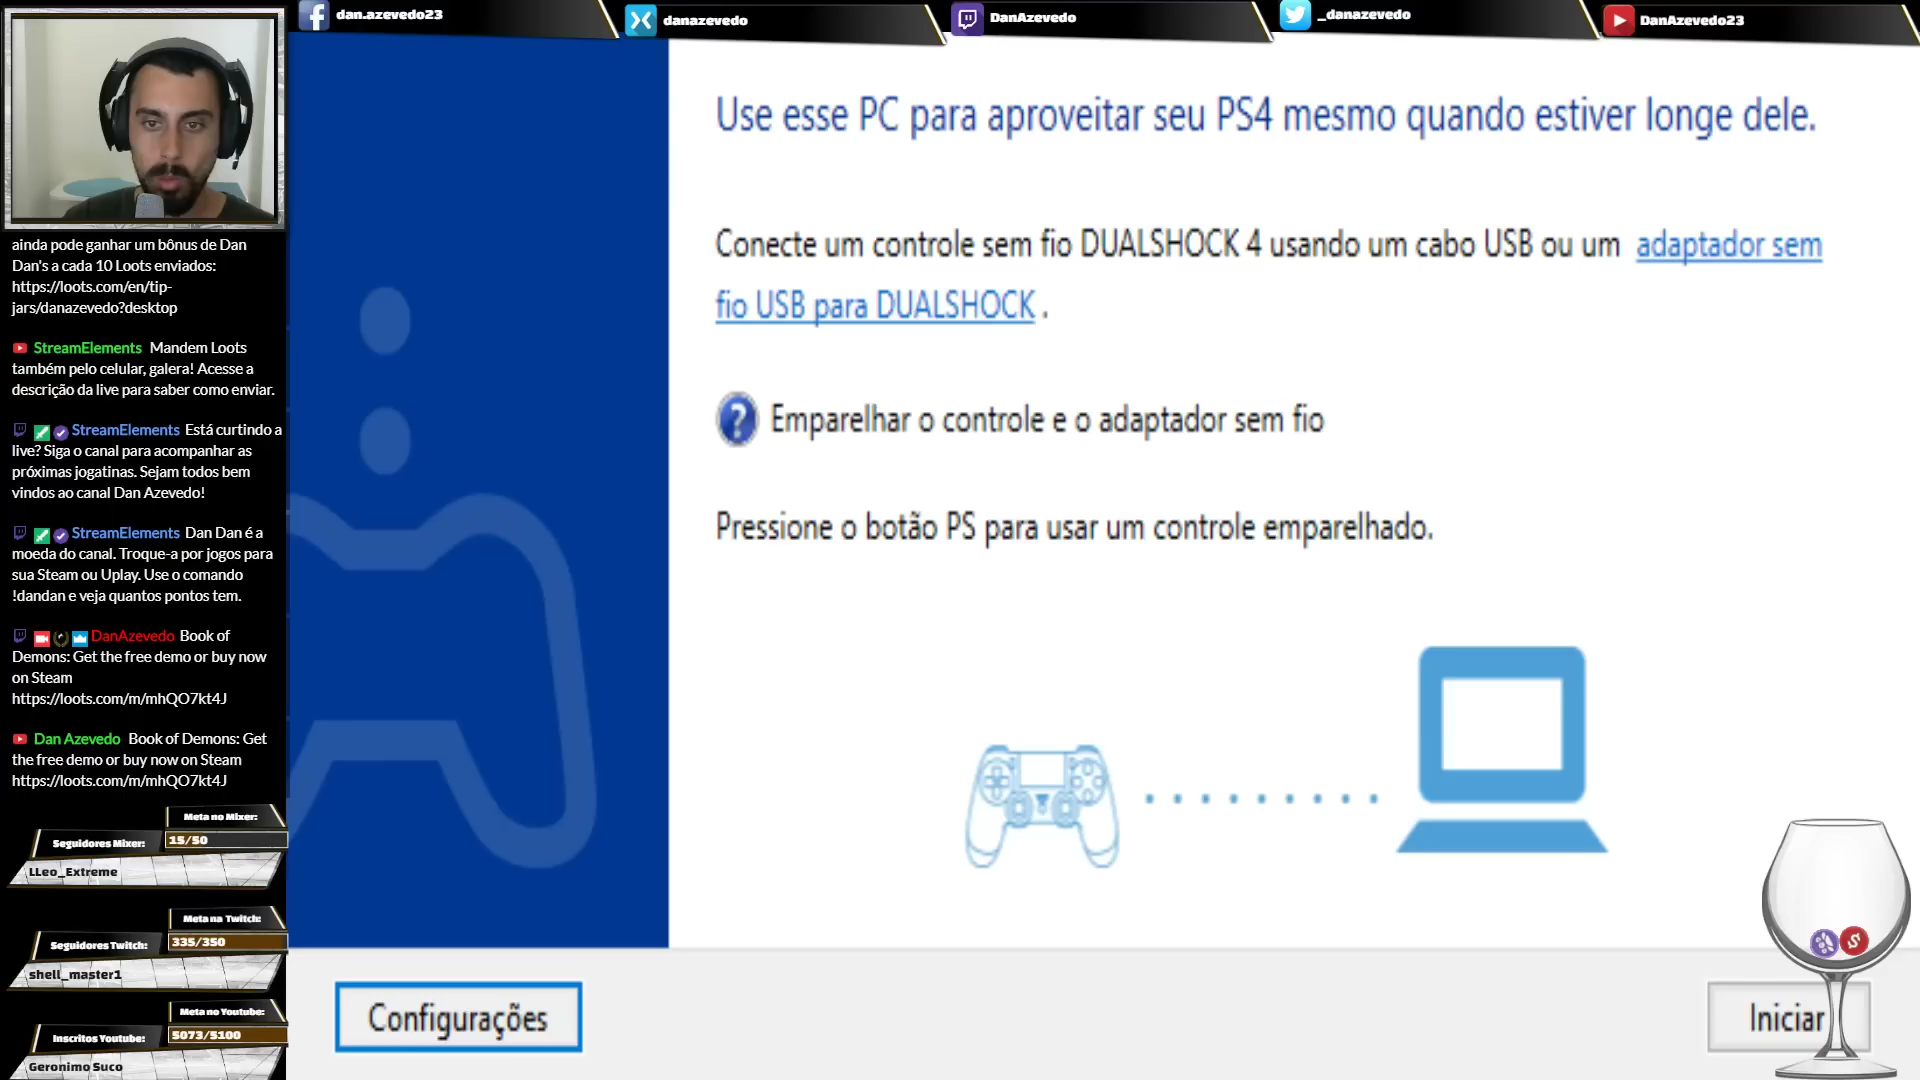 dan.azevedo23
danazevedo
DanAzevedo
_danazevedo
DanAzevedo23
ainda pode ganhar um bônus de Dan
Dan's a cada 10 Loots enviados:
https://loots.com/en/tip-
jars/danazevedo?desktop
StreamElements Mandem Loots
também pelo celular, galera! Acesse a
descrição da live para saber como enviar.
StreamElements Está curtindo a
live? Siga o canal para acompanhar as
próximas jogatinas. Sejam todos bem
vindos ao canal Dan Azevedo!
StreamElements Dan Dan é a
moeda do canal. Troque-a por jogos para
sua Steam ou Uplay. Use o comando
!dandan e veja quantos pontos tem.
DanAzevedo Book of
Demons: Get the free demo or buy now
on Steam
https://loots.com/m/mhQO7kt4J
Dan Azevedo Book of Demons: Get
the free demo or buy now on Steam
https://loots.com/m/mhQO7kt4J
Meta no Mixer:
Seguidores Mixer: 15/50
LLeo_Extreme
Meta na Twitch:
Seguidores Twitch: 335/350
shell_master1
Meta no Youtube:
Inscritos Youtube: 5073/5100
Geronimo Suco
Use esse PC para aproveitar seu PS4 mesmo quando estiver longe dele.
Conecte um controle sem fio DUALSHOCK 4 usando um cabo USB ou um adaptador sem
fio USB para DUALSHOCK .
? Emparelhar o controle e o adaptador sem fio
Pressione o botão PS para usar um controle emparelhado.
Configurações
Iniciar